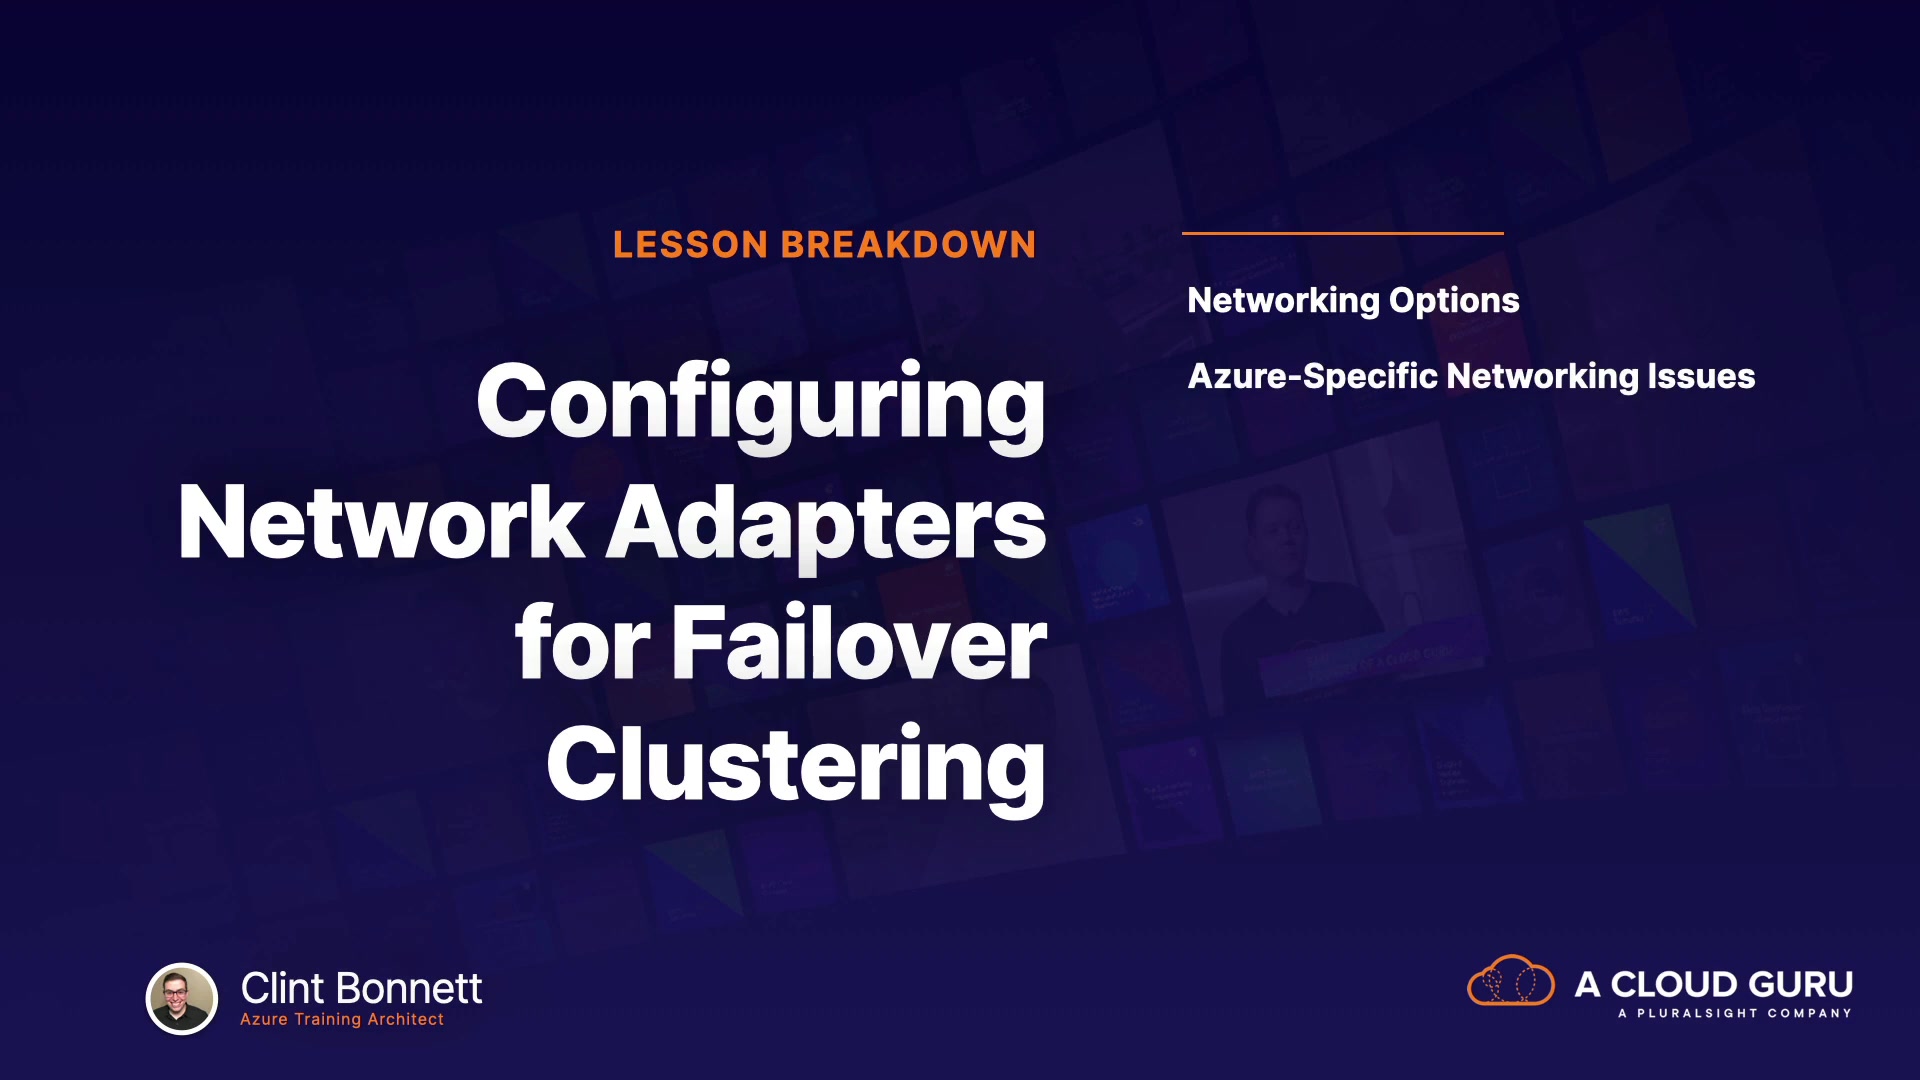 LESSON BREAKDOWN
Configuring
Network Adapters
for Failover
Clustering
Networking Options
Azure-Specific Networking Issues
Clint Bonnett
Azure Training Architect
A CLOUD GURU
A PLURALSIGHT COMPANY